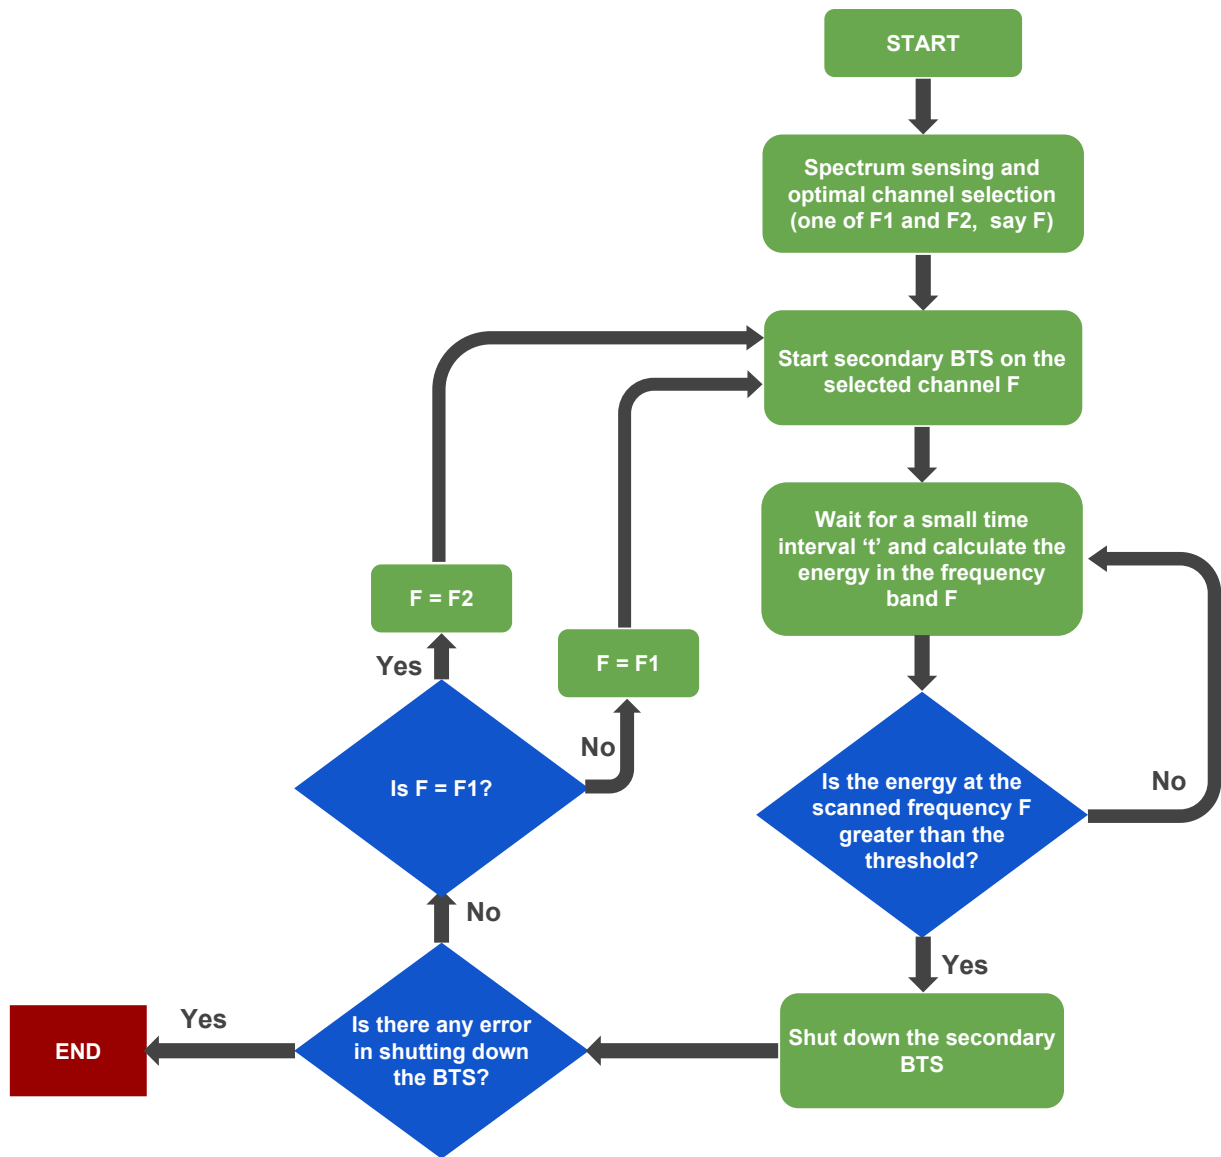 START
Spectrum sensing and
optimal channel selection
(one of F1 and F2, say F)
Start secondary BTS on the
selected channel F
Wait for a small time
interval ‘t’ and calculate the
energy in the frequency
band F
F = F2
F = F1
Yes
No
Is F = F1?
Is the energy at the
scanned frequency F
greater than the
threshold?
No
No
Yes
Yes
Is there any error
in shutting down
the BTS?
Shut down the secondary
BTS
END